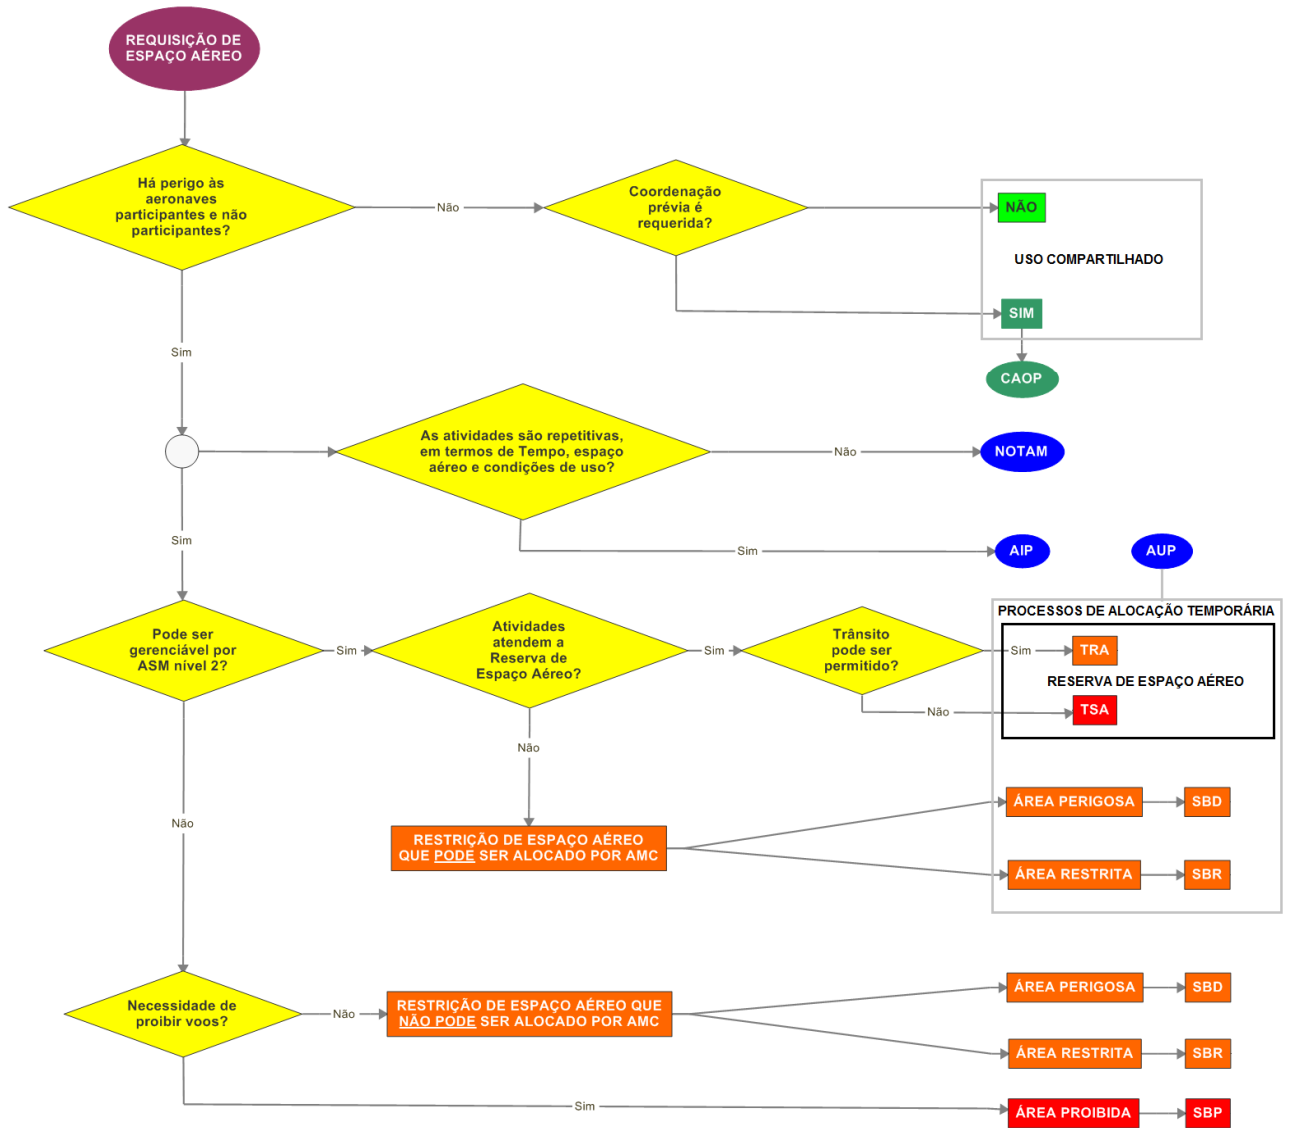 REQUISIÇÃO DE
ESPAÇO AÉREO
Há perigo às
aeronaves
participantes e não
participantes?
Não
Coordenação
prévia é
requerida?
NÃO
USO COMPARTILHADO
SIM
CAOP
Sim
As atividades são repetitivas,
em termos de Tempo, espaço
aéreo e condições de uso?
Não
NOTAM
Sim
AIP
AUP
Sim
Pode ser
gerenciável por
ASM nível 2?
Sim
Atividades
atendem a
Reserva de
Espaço Aéreo?
Sim
Trânsito
pode ser
permitido?
Sim
Não
PROCESSOS DE ALOCAÇÃO TEMPORÁRIA
TRA
RESERVA DE ESPAÇO AÉREO
TSA
Não
RESTRIÇÃO DE ESPAÇO AÉREO
QUE PODE SER ALOCADO POR AMC
ÁREA PERIGOSA
SBD
ÁREA RESTRITA
SBR
Não
Necessidade de
proibir voos?
Não
RESTRIÇÃO DE ESPAÇO AÉREO QUE
NÃO PODE SER ALOCADO POR AMC
ÁREA PERIGOSA
SBD
ÁREA RESTRITA
SBR
Sim
ÁREA PROIBIDA
SBP